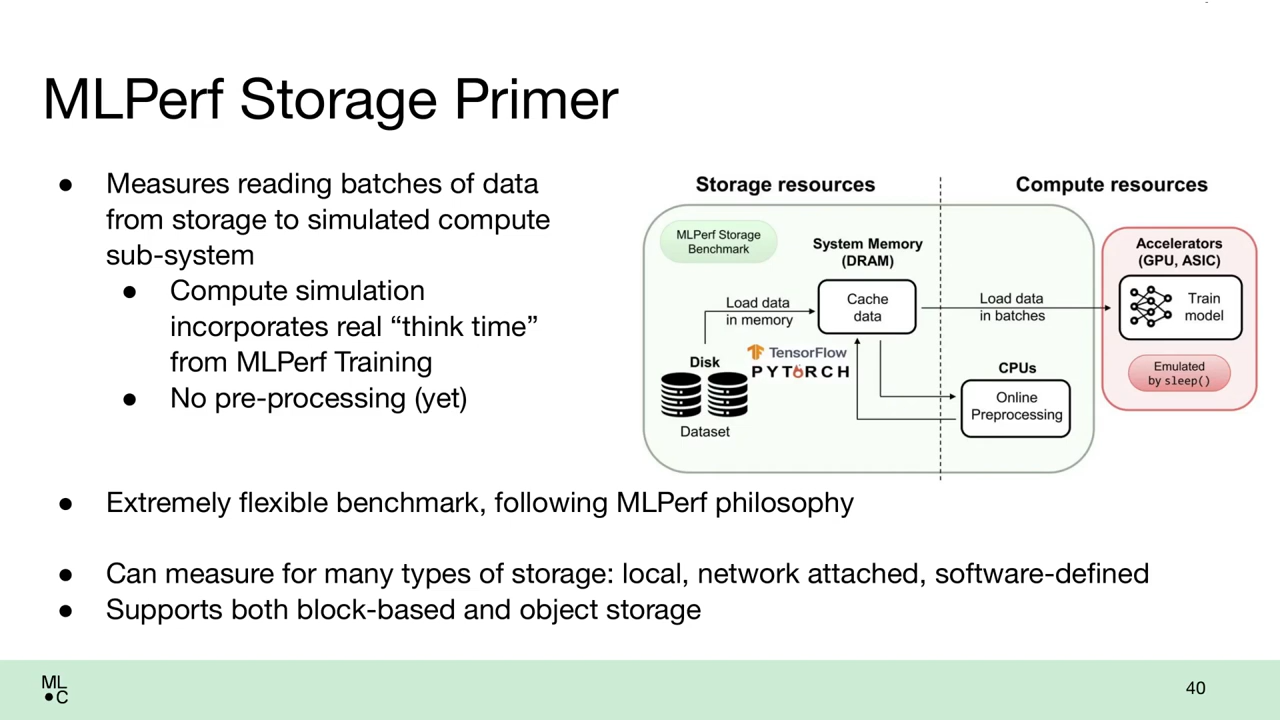 MLPerf Storage Primer
● Measures reading batches of data
from storage to simulated compute
sub-system
● Compute simulation
incorporates real “think time”
from MLPerf Training
● No pre-processing (yet)
Storage resources
Compute resources
MLPerf Storage
Benchmark
System Memory
(DRAM)
Accelerators
(GPU, ASIC)
Load data
in memory
Cache
data
Load data
in batches
Train
model
TensorFlow
PYTORCH
Disk
Dataset
CPUs
Online
Preprocessing
Emulated
by sleep()
● Extremely flexible benchmark, following MLPerf philosophy
● Can measure for many types of storage: local, network attached, software-defined
● Supports both block-based and object storage
ML
C
40